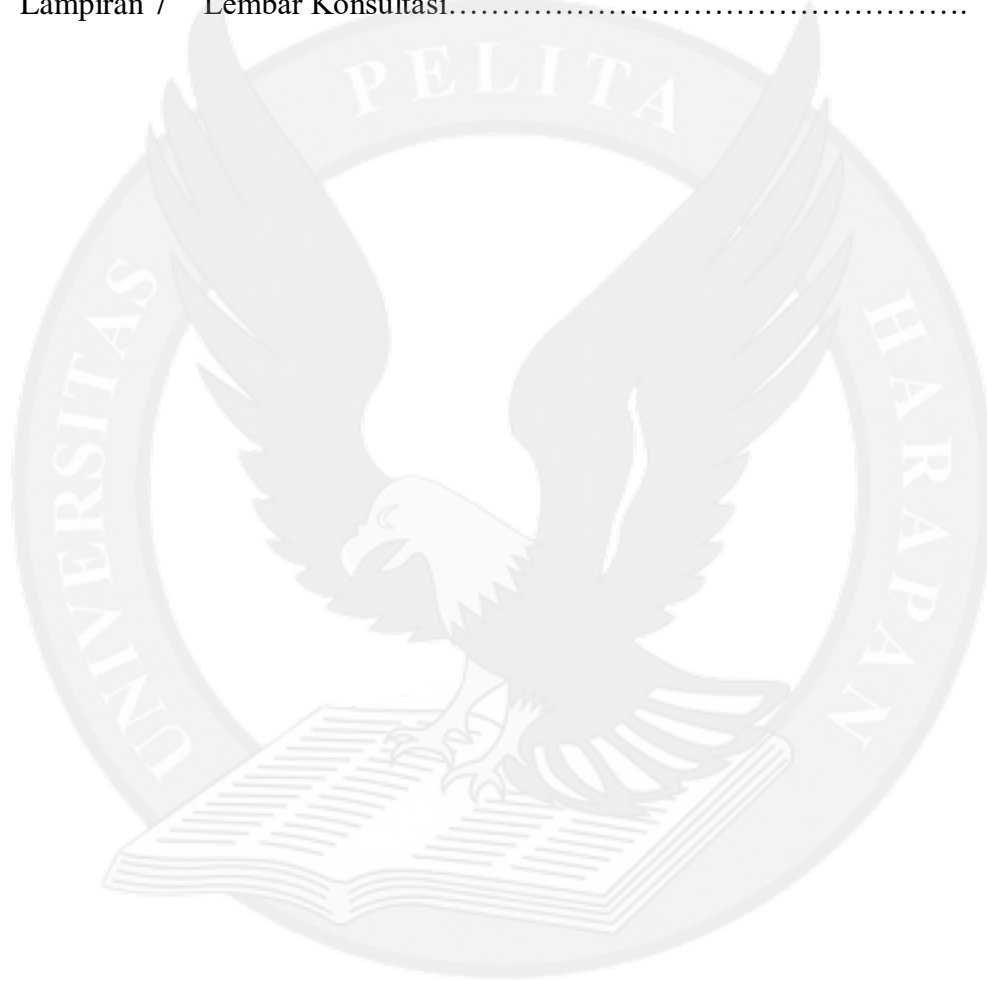 Lampiran 7 Lembar Konsultasi……………………………………………….
PELITA
UNIVERSITAS
HARAPAN